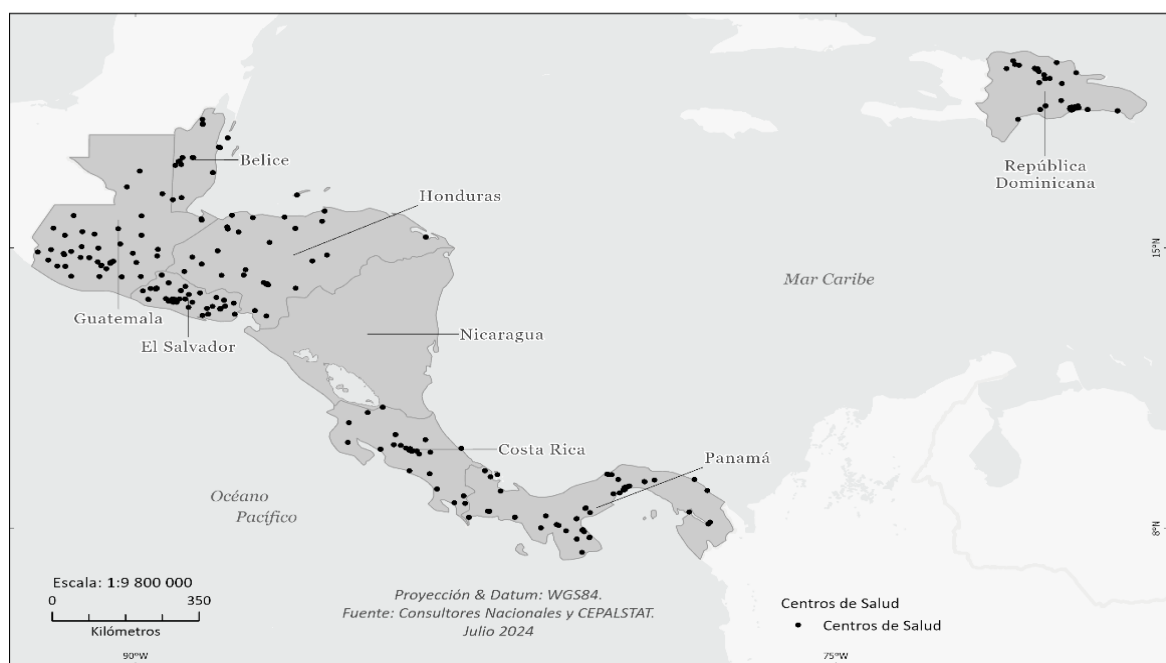 Belice
Honduras
República
Dominicana
15°N
Mar Caribe
Guatemala
El Salvador
Nicaragua
Costa Rica
Panamá
Océano
Pacífico
8°N
Escala: 1:9 800 000
0 350
Kilómetros
Proyección & Datum: WGS84.
Fuente: Consultores Nacionales y CEPALSTAT.
Julio 2024
Centros de Salud
Centros de Salud
90°W
75°W